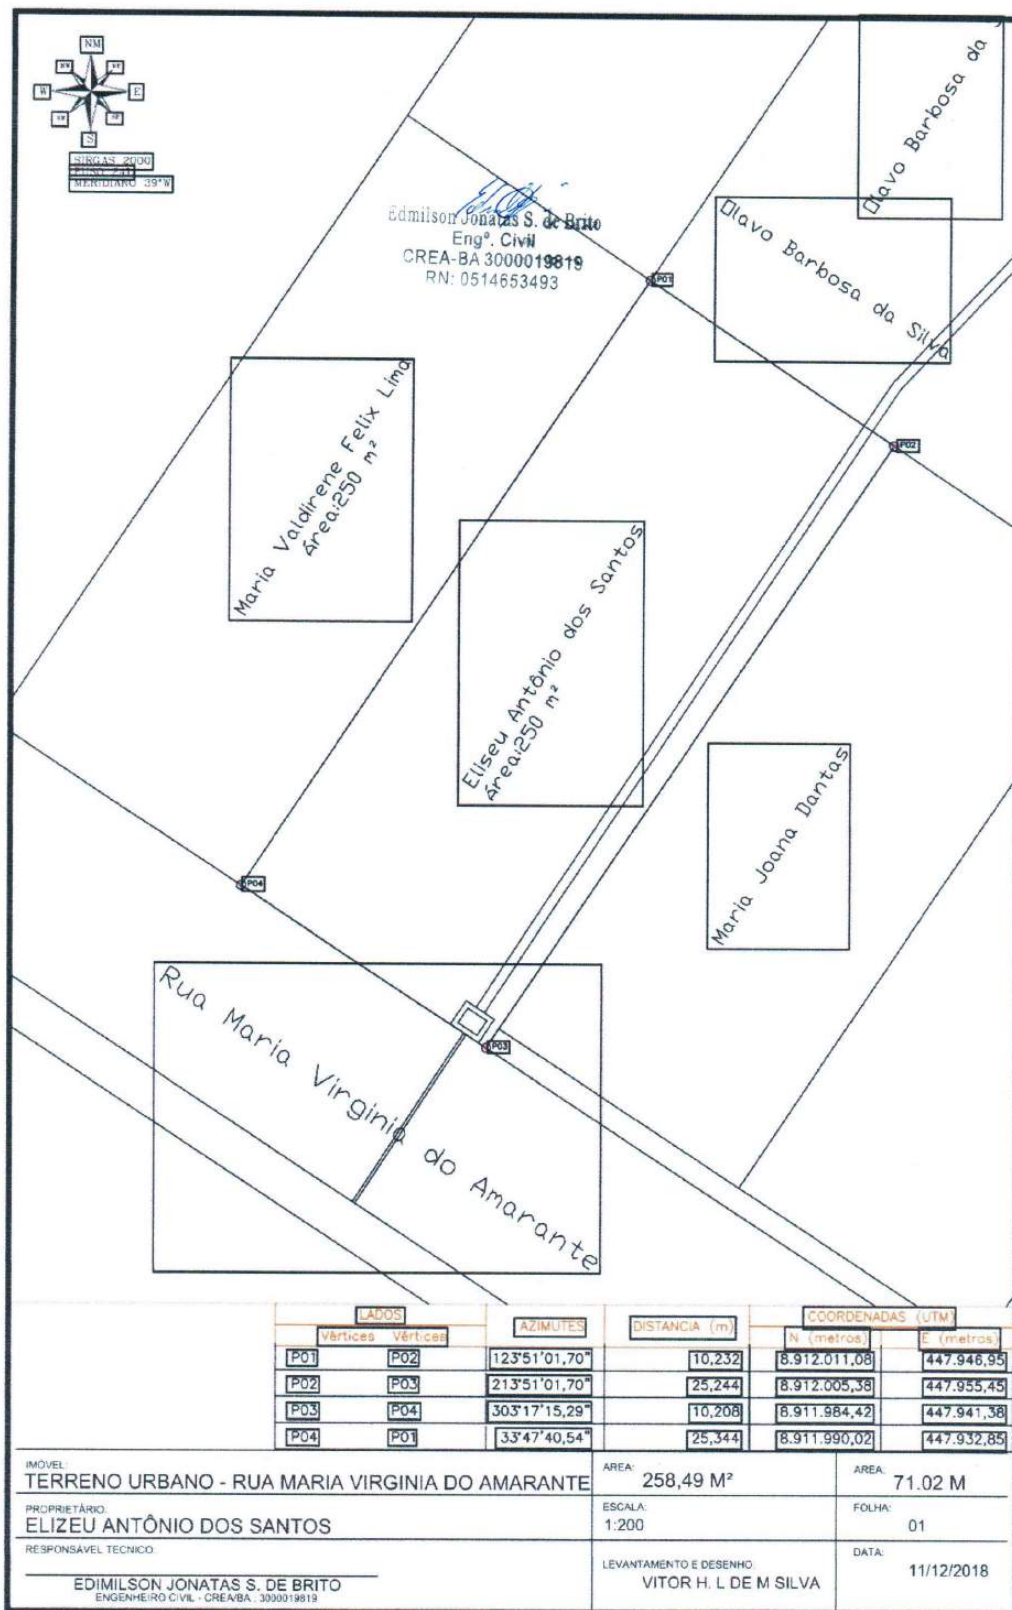 NM
W
E
S
SIRGAS 2000
MERIDIANO 39°W
Edmilson Jonatas S. de Brito
Engº. Civil
CREA-BA 3000019819
RN: 0514653493
Olavo Barbosa da
Olavo Barbosa da Silva
P01
P02
Maria Valdirene Felix Lima
área:250 m²
Eliseu Antônio dos Santos
área:250 m²
Maria Joana Dantas
P04
P03
Rua Maria Virginia do Amarante
LADOS AZIMUTES DISTANCIA (m) COORDENADAS (UTM)
Vértices Vértices N (metros) E (metros)
P01 P02 123°51'01,70" 10,232 8.912.011,08 447.946,95
P02 P03 213°51'01,70" 25,244 8.912.005,38 447.955,45
P03 P04 303°17'15,29" 10,208 8.911.984,42 447.941,38
P04 P01 33°47'40,54" 25,344 8.911.990,02 447.932,85
IMÓVEL:
TERRENO URBANO - RUA MARIA VIRGINIA DO AMARANTE
AREA:
258,49 M²
AREA:
71.02 M
PROPRIETÁRIO:
ELIZEU ANTÔNIO DOS SANTOS
ESCALA:
1:200
FOLHA:
01
RESPONSÁVEL TECNICO:
EDIMILSON JONATAS S. DE BRITO
ENGENHEIRO CIVIL - CREA/BA : 3000019819
LEVANTAMENTO E DESENHO:
VITOR H. L DE M SILVA
DATA:
11/12/2018